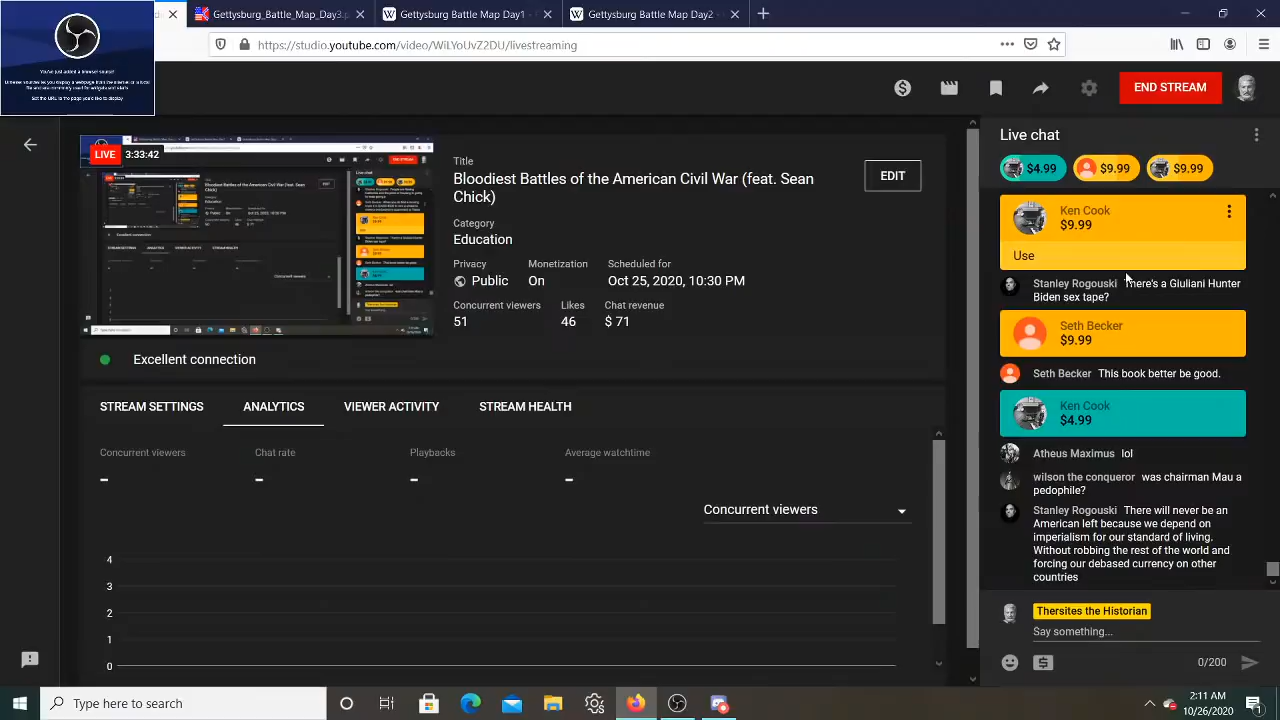 Gettysburg_Battle_Map_Day3.p
Gettysburg Battle Map Day1 -
Gettysburg Battle Map Day2 -
https://studio.youtube.com/video/WiLYoUvZ2DU/livestreaming
You've just added a browser source!
END STREAM
LIVE 3:33:42
Title
Bloodiest Battles of the American Civil War (feat. Sean
Chick)
EDIT
Category
Education
Privacy Monetization Scheduled for
Public On Oct 25, 2020, 10:30 PM
Concurrent viewers Likes Chat revenue
51 46 $ 71
Excellent connection
STREAM SETTINGS ANALYTICS VIEWER ACTIVITY STREAM HEALTH
Concurrent viewers Chat rate Playbacks Average watchtime
– – – –
Concurrent viewers
4
3
2
1
0
Live chat
$4.99 $9.99 $9.99
Ken Cook
$9.99
Use
Stanley Rogouski There's a Giuliani Hunter
Biden sex tape?
Seth Becker
$9.99
Seth Becker This book better be good.
Ken Cook
$4.99
Atheus Maximus lol
wilson the conqueror was chairman Mau a
pedophile?
Stanley Rogouski There will never be an
American left because we depend on
imperialism for our standard of living.
Without robbing the rest of the world and
forcing our debased currency on other
countries
Thersites the Historian
Say something...
0/200
Type here to search
2:11 AM
10/26/2020